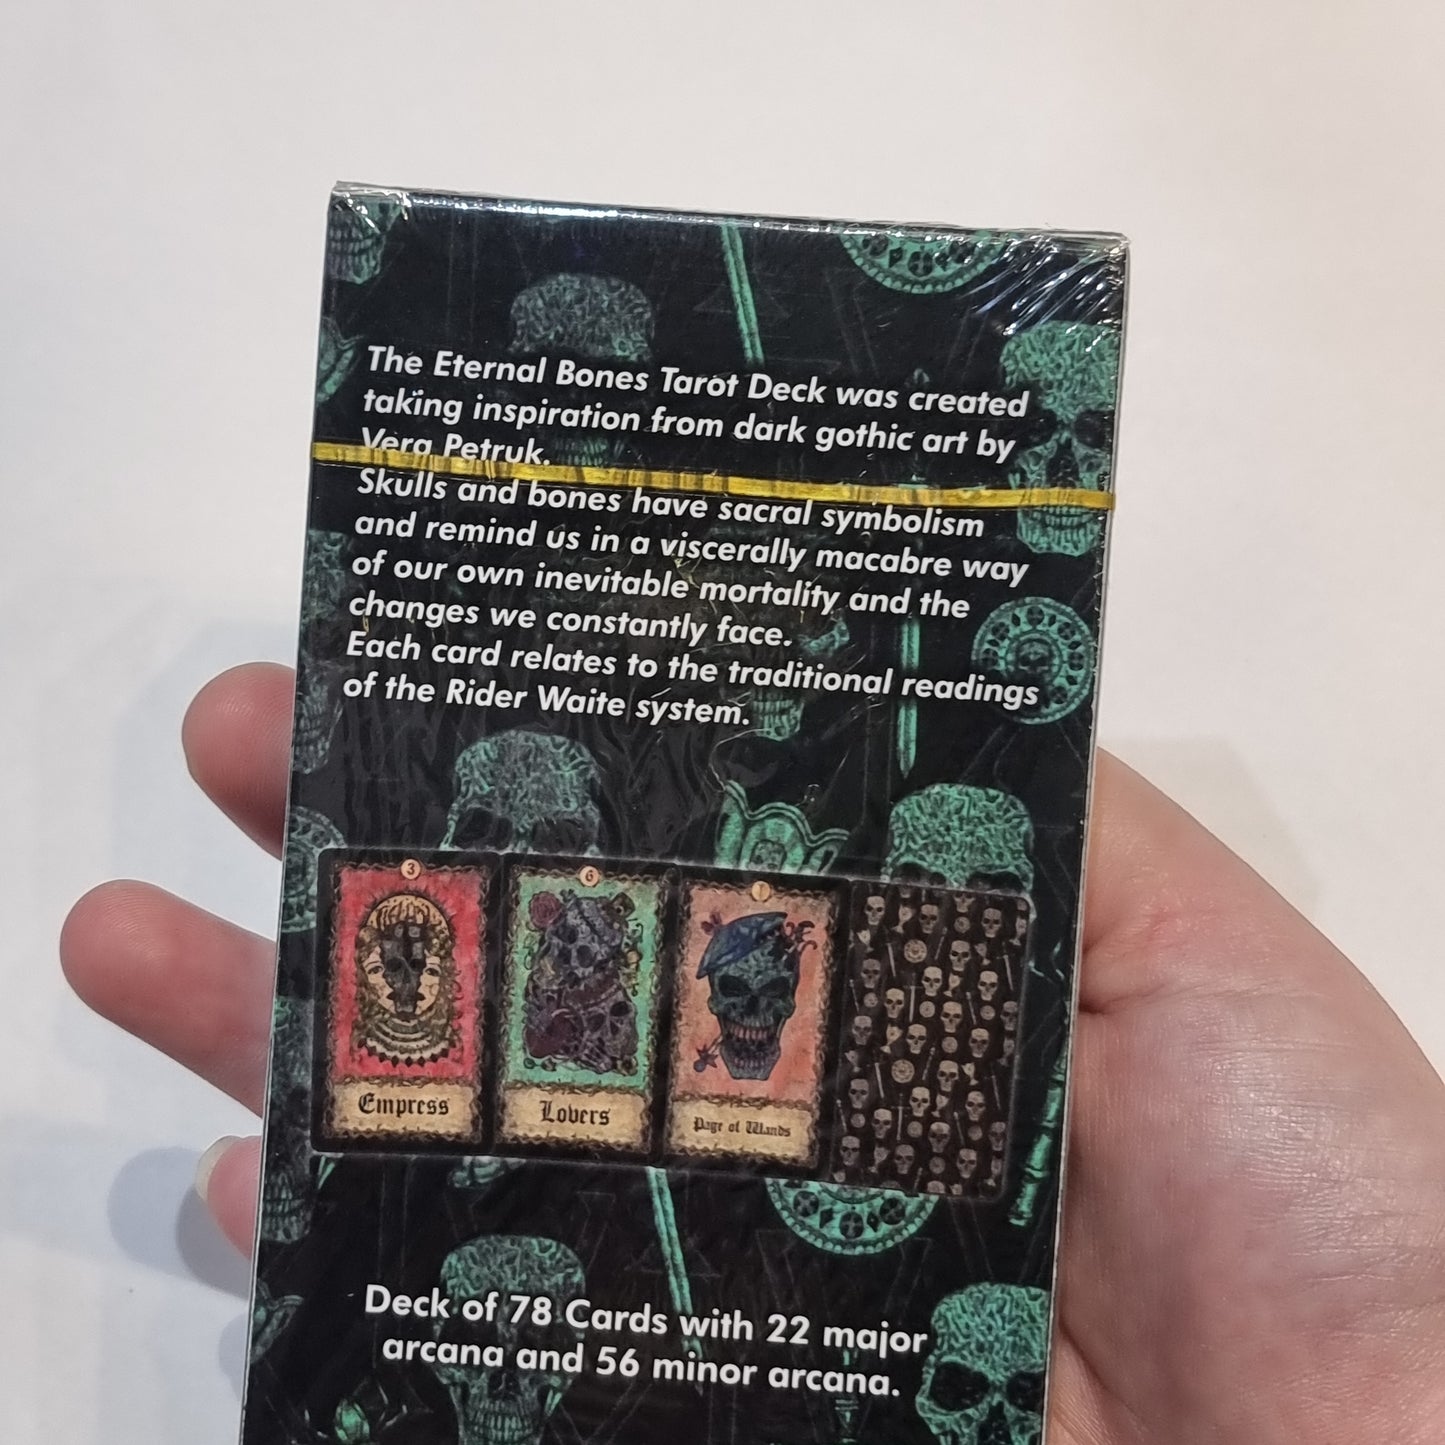 The Eternal Bones Tarot Deck was created
taking inspiration from dark gothic art by
Vera Petruk.
Skulls and bones have sacral symbolism
and remind us in a viscerally macabre way
of our own inevitable mortality and the
changes we constantly face.
Each card relates to the traditional readings
of the Rider Waite system.
3
6
Empress
Lovers
Page of Wands
Deck of 78 Cards with 22 major
arcana and 56 minor arcana.